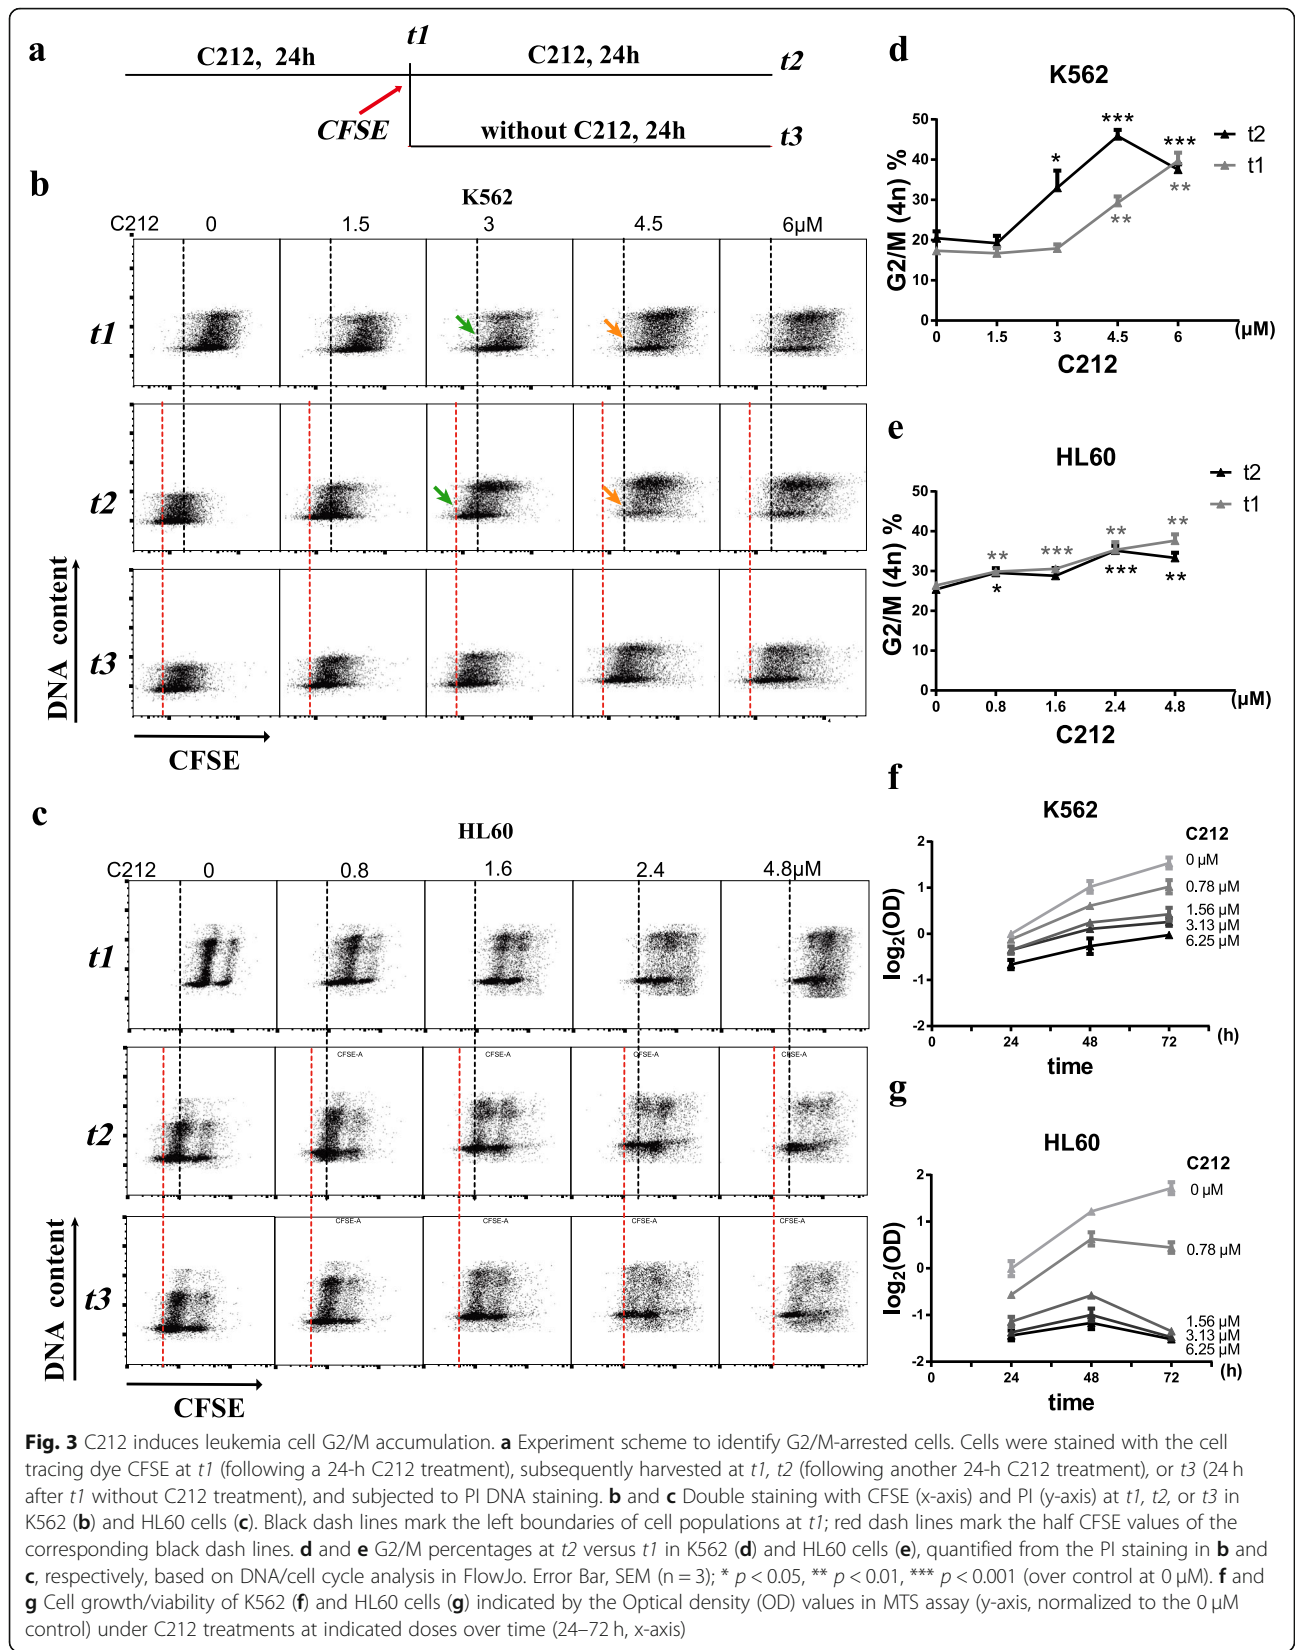 a
t1
C212, 24h
C212, 24h
t2
CFSE
without C212, 24h
t3
b
K562
C212 0 1.5 3 4.5 6µM
t1
t2
t3
DNA content
CFSE
c
HL60
C212 0 0.8 1.6 2.4 4.8µM
t1
CFSE-A CFSE-A CFSE-A CFSE-A
t2
CFSE-A CFSE-A CFSE-A CFSE-A
t3
DNA content
CFSE
d
K562
G2/M (4n) %
50
40
30
20
10
0
* *** ***
** **
t2
t1
0 1.5 3 4.5 6 (µM)
C212
e
HL60
G2/M (4n) %
50
40
30
20
10
0
** *** ** **
* *** **
t2
t1
0 0.8 1.6 2.4 4.8 (µM)
C212
f
K562
log2(OD)
2
1
0
-1
-2
C212
0 µM
0.78 µM
1.56 µM
3.13 µM
6.25 µM
0 24 48 72 (h)
time
g
HL60
log2(OD)
2
1
0
-1
-2
C212
0 µM
0.78 µM
1.56 µM
3.13 µM
6.25 µM
0 24 48 72 (h)
time
Fig. 3 C212 induces leukemia cell G2/M accumulation. a Experiment scheme to identify G2/M-arrested cells. Cells were stained with the cell
tracing dye CFSE at t1 (following a 24-h C212 treatment), subsequently harvested at t1, t2 (following another 24-h C212 treatment), or t3 (24 h
after t1 without C212 treatment), and subjected to PI DNA staining. b and c Double staining with CFSE (x-axis) and PI (y-axis) at t1, t2, or t3 in
K562 (b) and HL60 cells (c). Black dash lines mark the left boundaries of cell populations at t1; red dash lines mark the half CFSE values of the
corresponding black dash lines. d and e G2/M percentages at t2 versus t1 in K562 (d) and HL60 cells (e), quantified from the PI staining in b and
c, respectively, based on DNA/cell cycle analysis in FlowJo. Error Bar, SEM (n = 3); * p < 0.05, ** p < 0.01, *** p < 0.001 (over control at 0 µM). f and
g Cell growth/viability of K562 (f) and HL60 cells (g) indicated by the Optical density (OD) values in MTS assay (y-axis, normalized to the 0 µM
control) under C212 treatments at indicated doses over time (24–72 h, x-axis)